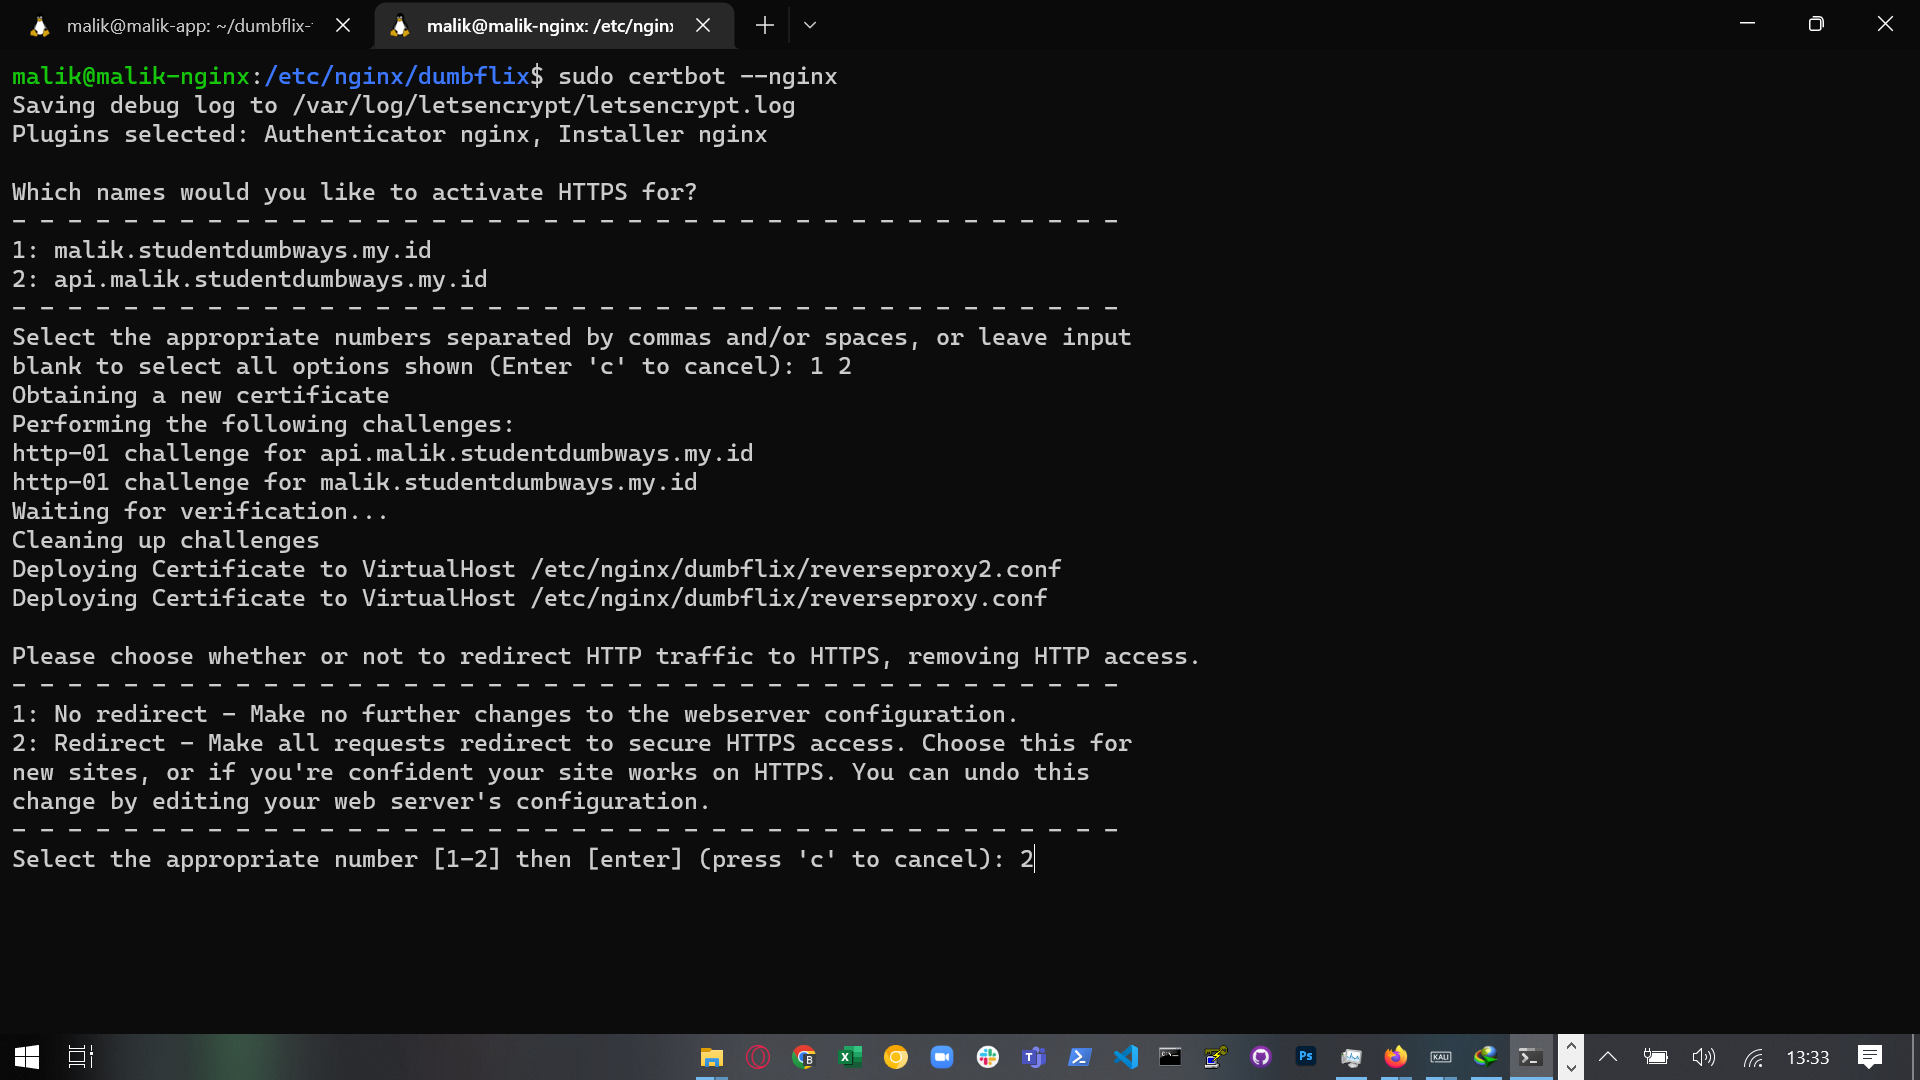 malik@malik-app: ~/dumbflix-
malik@malik-nginx: /etc/nginx
malik@malik-nginx:/etc/nginx/dumbflix$ sudo certbot --nginx
Saving debug log to /var/log/letsencrypt/letsencrypt.log
Plugins selected: Authenticator nginx, Installer nginx
Which names would you like to activate HTTPS for?
- - - - - - - - - - - - - - - - - - - - - - - - - - - - - - - - - - - - - - - -
1: malik.studentdumbways.my.id
2: api.malik.studentdumbways.my.id
- - - - - - - - - - - - - - - - - - - - - - - - - - - - - - - - - - - - - - - -
Select the appropriate numbers separated by commas and/or spaces, or leave input
blank to select all options shown (Enter 'c' to cancel): 1 2
Obtaining a new certificate
Performing the following challenges:
http-01 challenge for api.malik.studentdumbways.my.id
http-01 challenge for malik.studentdumbways.my.id
Waiting for verification...
Cleaning up challenges
Deploying Certificate to VirtualHost /etc/nginx/dumbflix/reverseproxy2.conf
Deploying Certificate to VirtualHost /etc/nginx/dumbflix/reverseproxy.conf
Please choose whether or not to redirect HTTP traffic to HTTPS, removing HTTP access.
- - - - - - - - - - - - - - - - - - - - - - - - - - - - - - - - - - - - - - - -
1: No redirect - Make no further changes to the webserver configuration.
2: Redirect - Make all requests redirect to secure HTTPS access. Choose this for
new sites, or if you're confident your site works on HTTPS. You can undo this
change by editing your web server's configuration.
- - - - - - - - - - - - - - - - - - - - - - - - - - - - - - - - - - - - - - - -
Select the appropriate number [1-2] then [enter] (press 'c' to cancel): 2
Ps
KALI
13:33